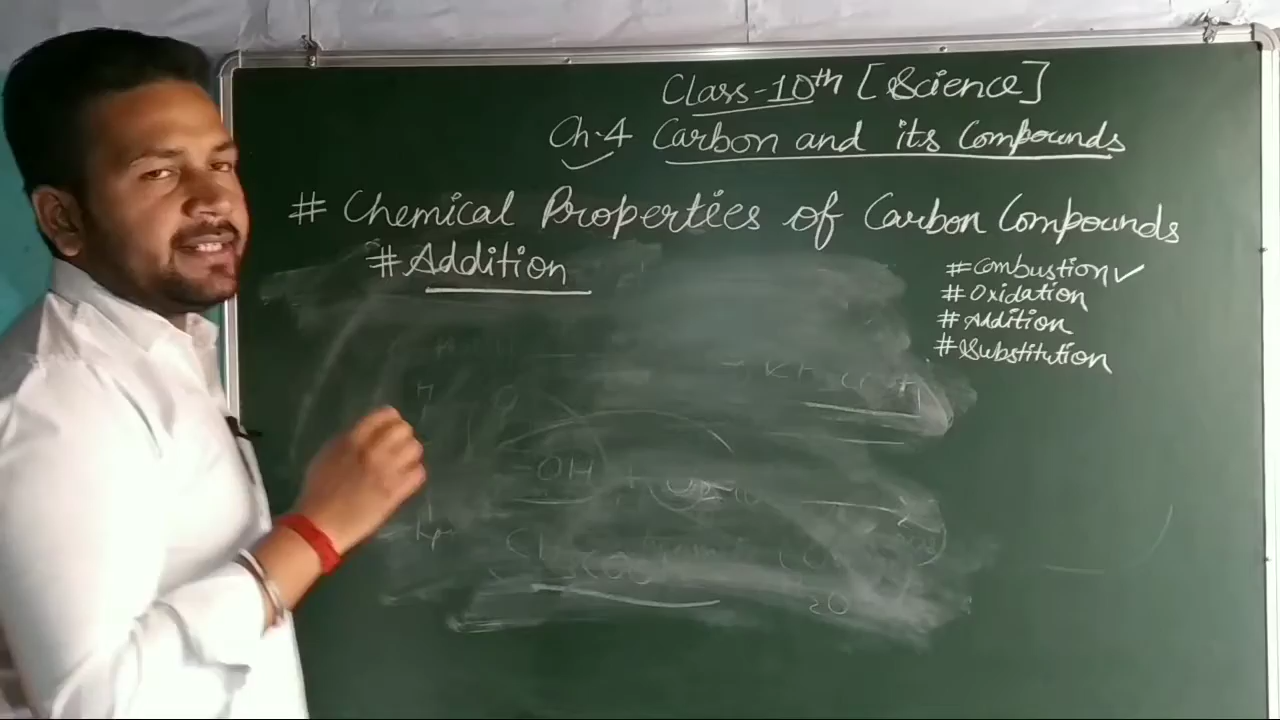 Class-10th [Science]
Ch-4 Carbon and its Compounds
# Chemical Properties of Carbon Compounds
# Addition
# Combustion ✓
# Oxidation
# Addition
# Substitution
OH